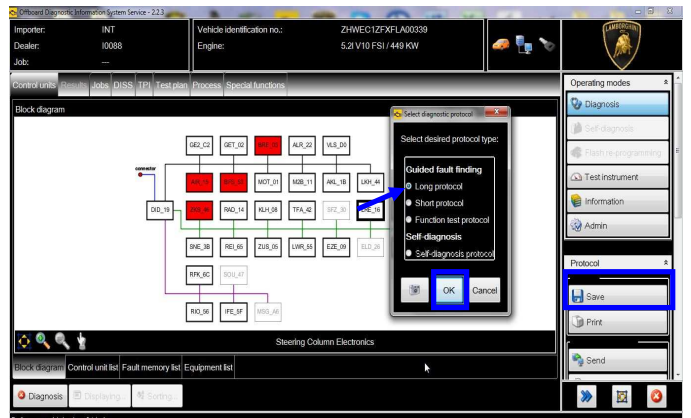 Offboard Diagnostic Information System Service - 2.2.3
Importer: INT
Dealer: I0088
Job: ---
Vehicle identification no.: ZHWEC1ZFXFLA00339
Engine: 5.2l V10 FSI / 449 KW
LAMBORGHINI
Control units Results Jobs DISS TPI Test plan Process Special functions
Block diagram
GE2_C2 GET_02 ALR_22 VLS_D0
connector
MOT_01 M2B_11 AKL_1B LKH_44
DID_19 RAD_14 KLH_08 TFA_42 SFZ_30
SNE_3B REI_65 ZUS_05 LWR_55 EZE_09 ELD_26
RFK_6C SOU_47
RIO_56 IFE_5F
Steering Column Electronics
Block diagram Control unit list Fault memory list Equipment list
Diagnosis Displaying... Sorting...
Select diagnostic protocol
Select desired protocol type:
Guided fault finding
Long protocol
Short protocol
Function test protocol
Self-diagnosis
Self-diagnosis protocol
OK Cancel
Operating modes
Diagnosis
Self-diagnosis
Flash re-programming
Test instrument
Information
Admin
Protocol
Save
Print
Send